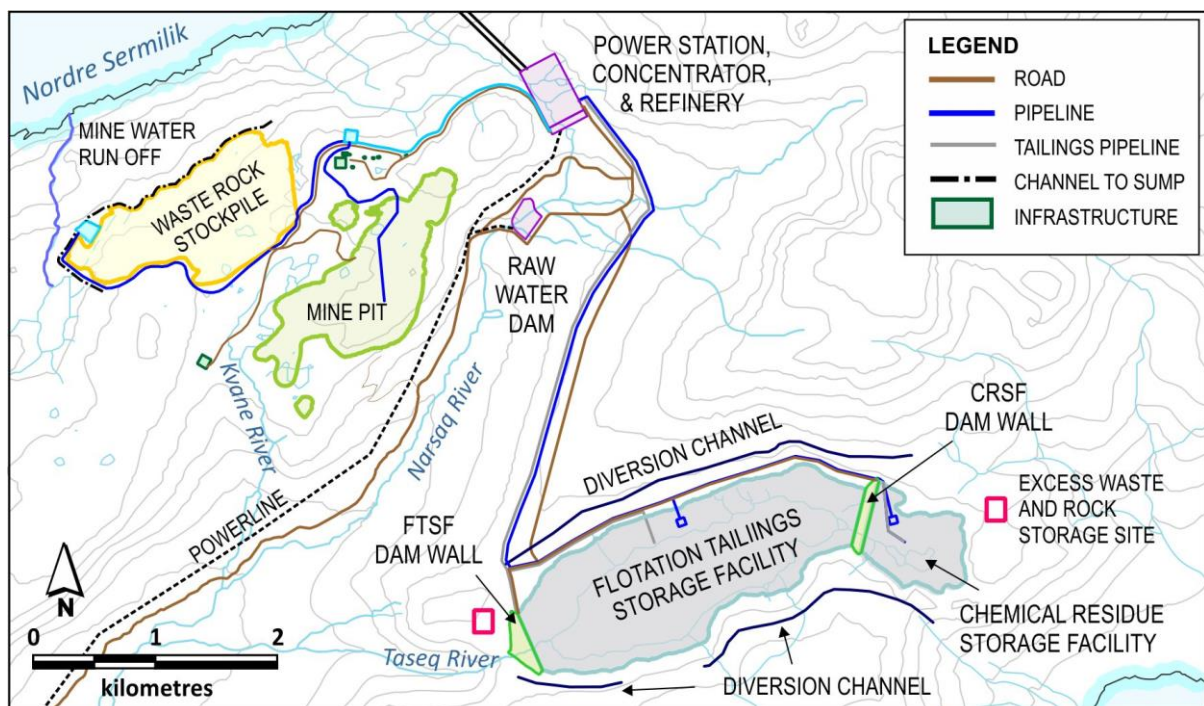 Nordre Sermilik
MINE WATER
RUN OFF
WASTE ROCK
STOCKPILE
MINE PIT
POWER STATION,
CONCENTRATOR,
& REFINERY
RAW
WATER
DAM
LEGEND
ROAD
PIPELINE
TAILINGS PIPELINE
CHANNEL TO SUMP
INFRASTRUCTURE
Kvane River
Narsaq River
POWERLINE
DIVERSION CHANNEL
CRSF
DAM WALL
EXCESS WASTE
AND ROCK
STORAGE SITE
FTSF
DAM WALL
FLOTATION TAILINGS
STORAGE FACILITY
CHEMICAL RESIDUE
STORAGE FACILITY
Taseq River
DIVERSION CHANNEL
N
0 1 2
kilometres